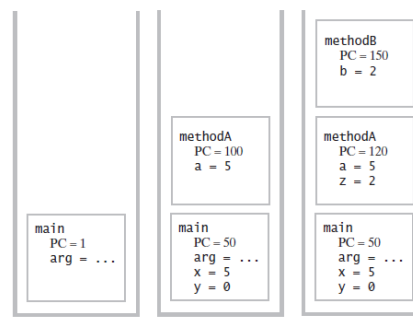 main
PC = 1
arg = ...
methodA
PC = 100
a = 5
main
PC = 50
arg = ...
x = 5
y = 0
methodB
PC = 150
b = 2
methodA
PC = 120
a = 5
z = 2
main
PC = 50
arg = ...
x = 5
y = 0